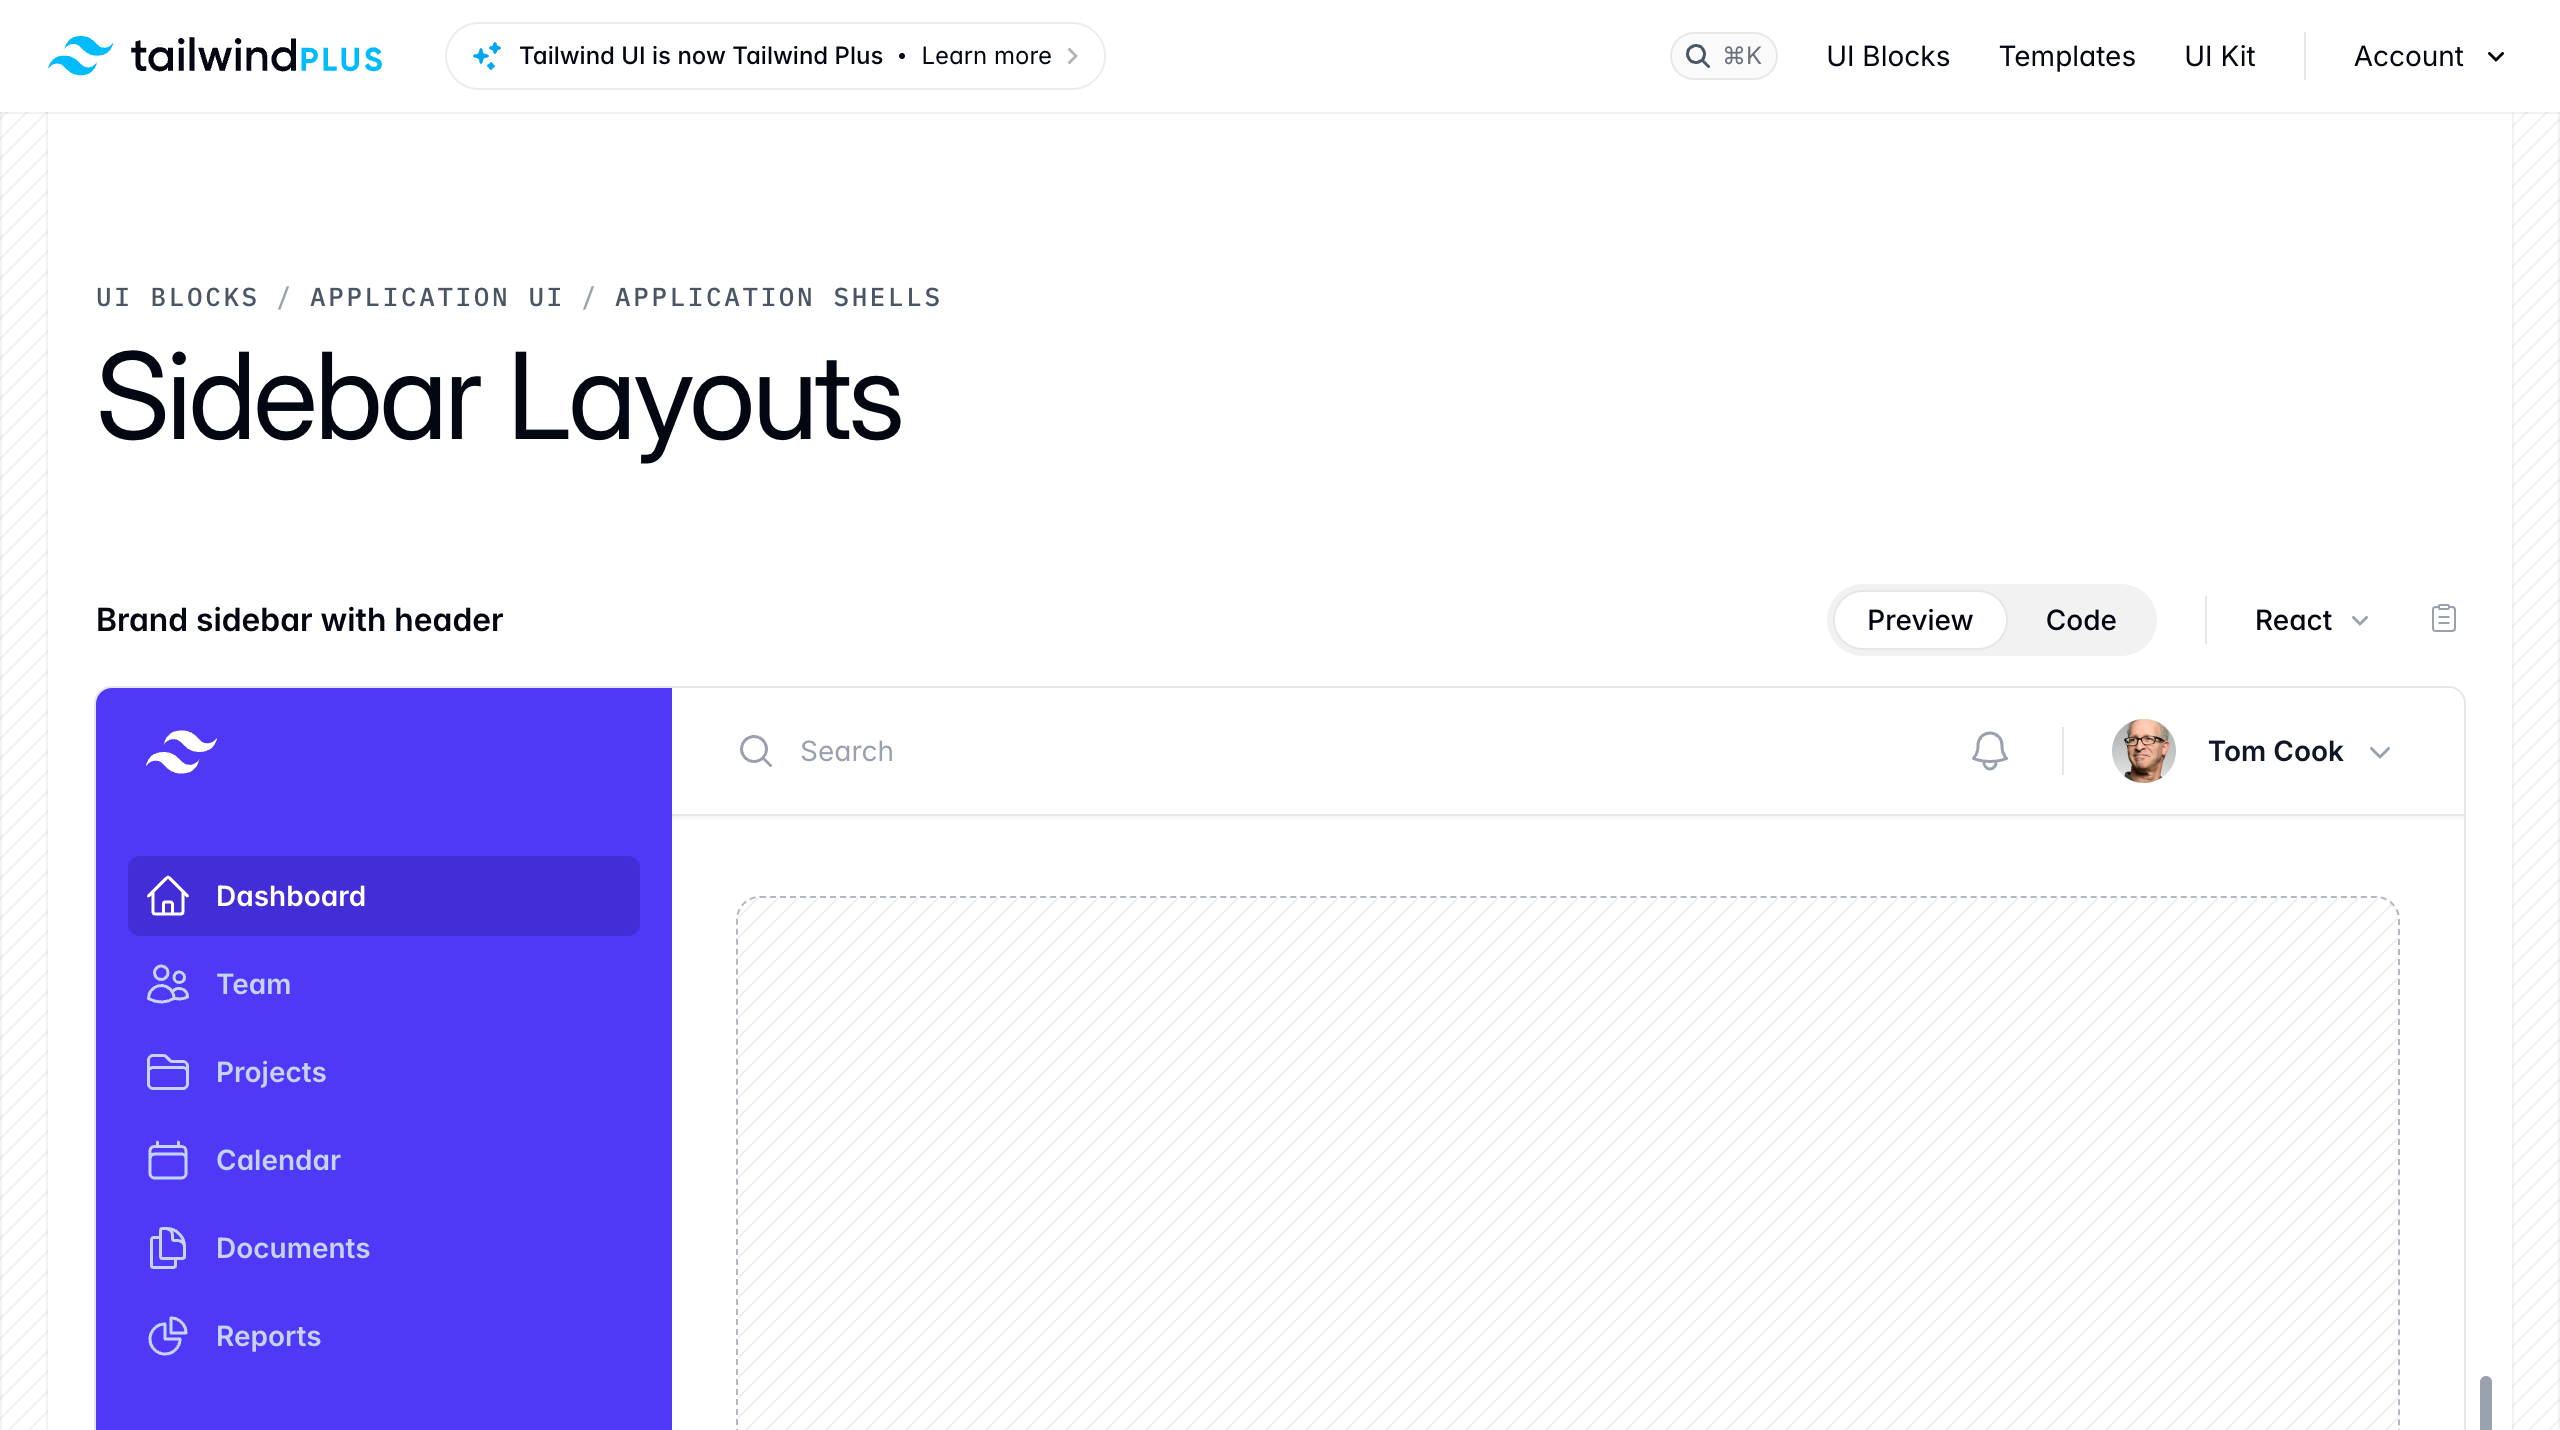 tailwindPLUS
Tailwind UI is now Tailwind Plus • Learn more
⌘K
UI Blocks
Templates
UI Kit
Account
UI BLOCKS / APPLICATION UI / APPLICATION SHELLS
Sidebar Layouts
Brand sidebar with header
Preview
Code
React
Search
Tom Cook
Dashboard
Team
Projects
Calendar
Documents
Reports